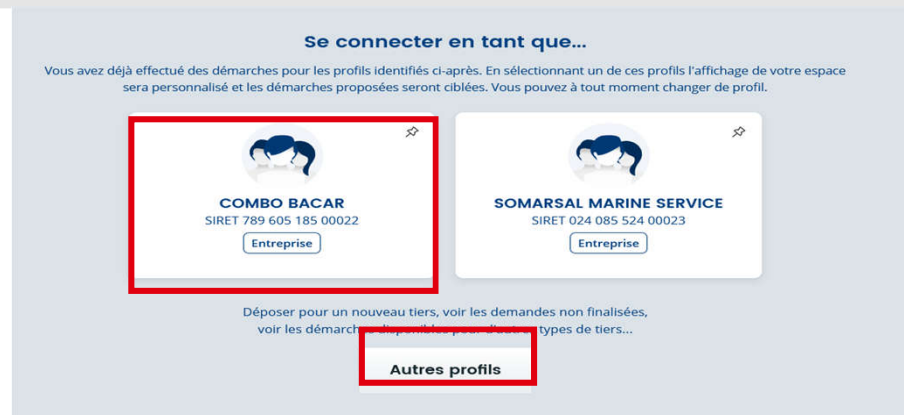 Se connecter en tant que...
Vous avez déjà effectué des démarches pour les profils identifiés ci-après. En sélectionnant un de ces profils l'affichage de votre espace
sera personnalisé et les démarches proposées seront ciblées. Vous pouvez à tout moment changer de profil.
COMBO BACAR
SIRET 789 605 185 00022
Entreprise
SOMARSAL MARINE SERVICE
SIRET 024 085 524 00023
Entreprise
Déposer pour un nouveau tiers, voir les demandes non finalisées,
voir les démarches disponibles pour d'autres types de tiers...
Autres profils